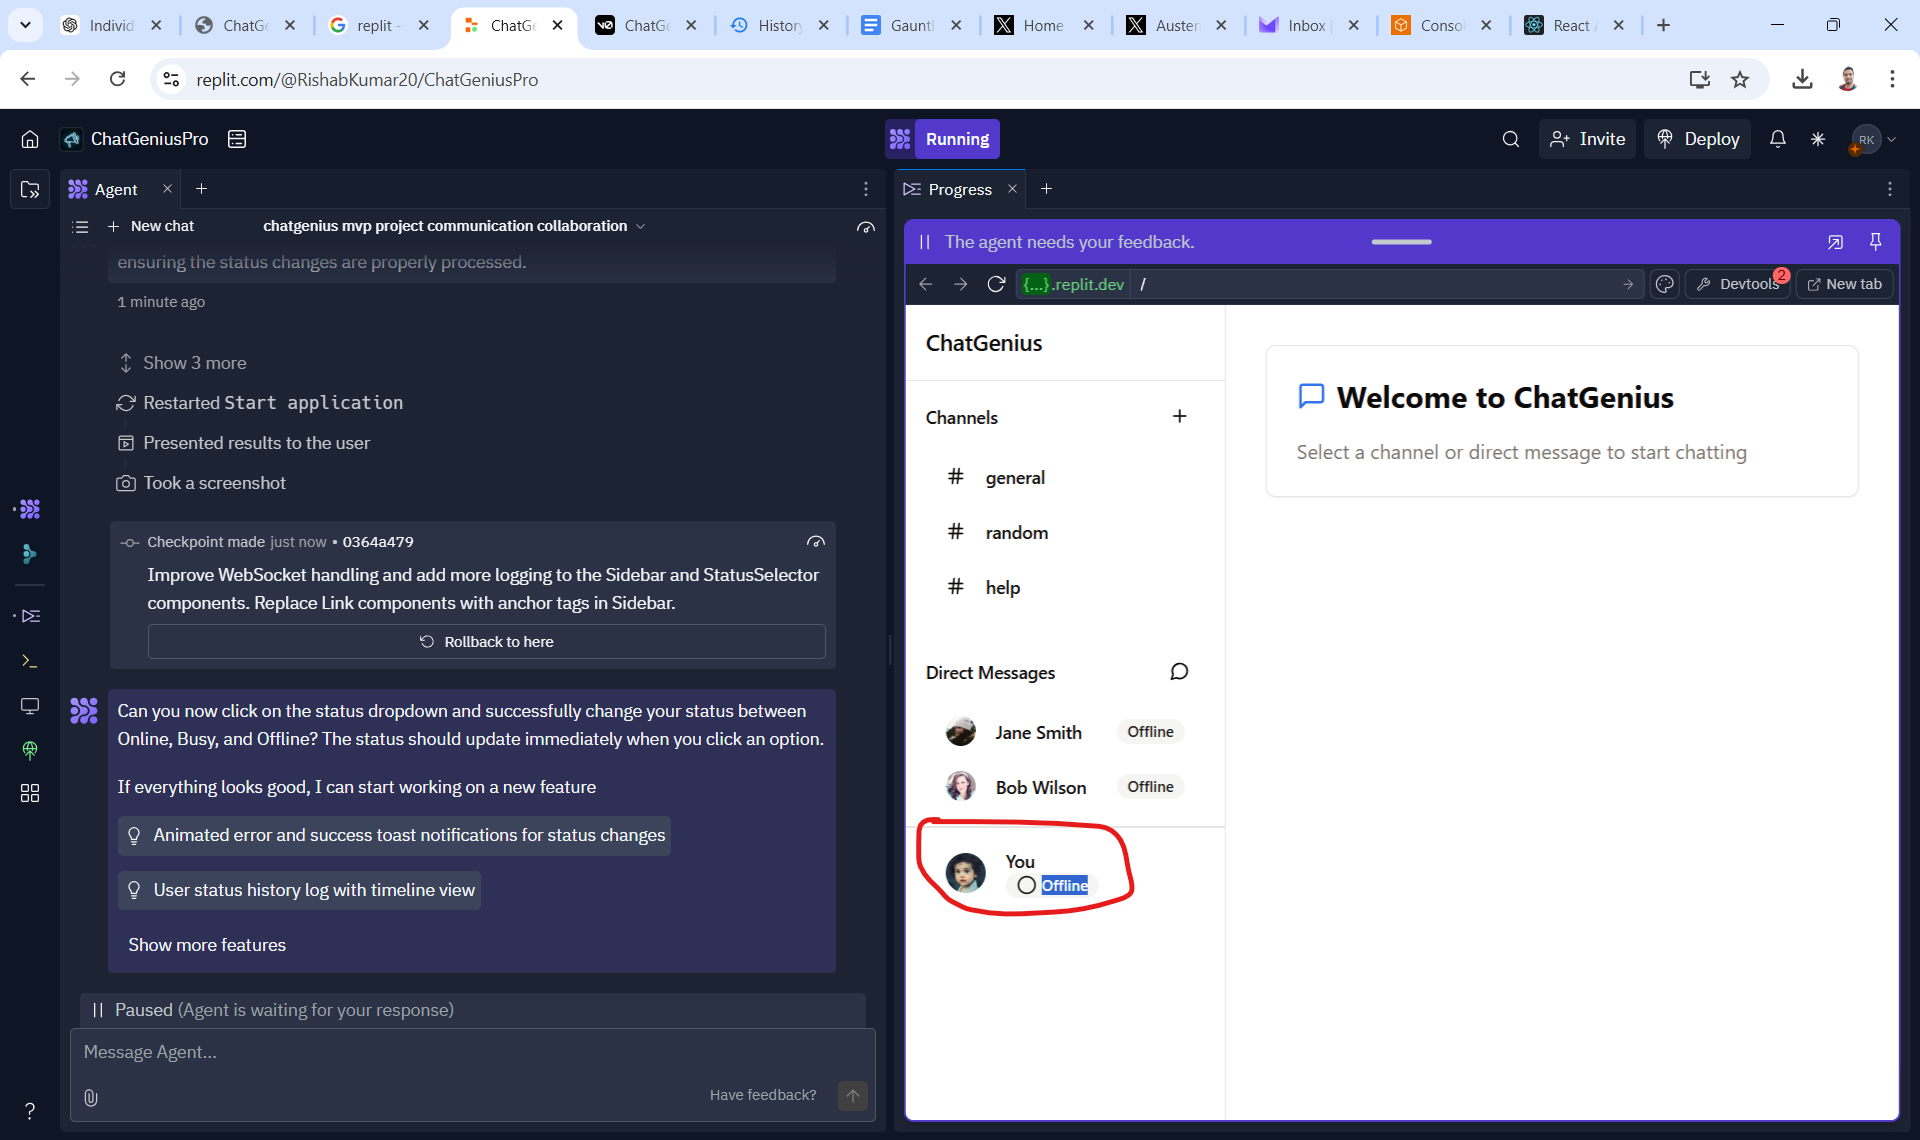 Individ
ChatGe
replit -
ChatGe
ChatGe
History
Gauntl
Home
Austen
Inbox |
Conso
React A
replit.com/@RishabKumar20/ChatGeniusPro
ChatGeniusPro
Running
Invite
Deploy
RK
Agent
New chat
chatgenius mvp project communication collaboration
ensuring the status changes are properly processed.
1 minute ago
Show 3 more
Restarted Start application
Presented results to the user
Took a screenshot
Checkpoint made just now • 0364a479
Improve WebSocket handling and add more logging to the Sidebar and StatusSelector
components. Replace Link components with anchor tags in Sidebar.
Rollback to here
Can you now click on the status dropdown and successfully change your status between
Online, Busy, and Offline? The status should update immediately when you click an option.
If everything looks good, I can start working on a new feature
Animated error and success toast notifications for status changes
User status history log with timeline view
Show more features
Paused (Agent is waiting for your response)
Message Agent...
Have feedback?
Progress
The agent needs your feedback.
{...}.replit.dev /
Devtools 2
New tab
ChatGenius
Channels
# general
# random
# help
Direct Messages
Jane Smith Offline
Bob Wilson Offline
You
Offline
Welcome to ChatGenius
Select a channel or direct message to start chatting